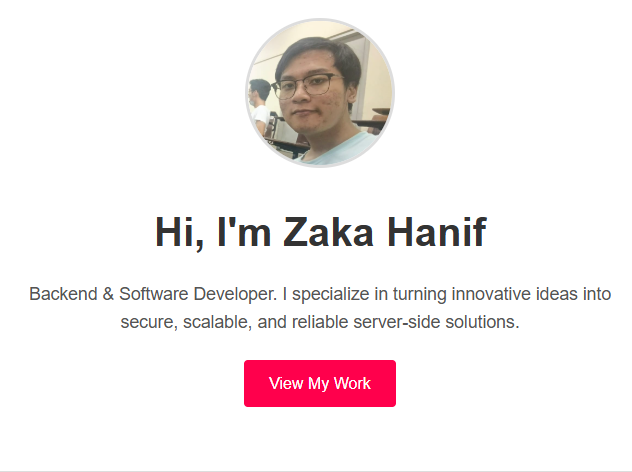 Hi, I'm Zaka Hanif
Backend & Software Developer. I specialize in turning innovative ideas into
secure, scalable, and reliable server-side solutions.
View My Work